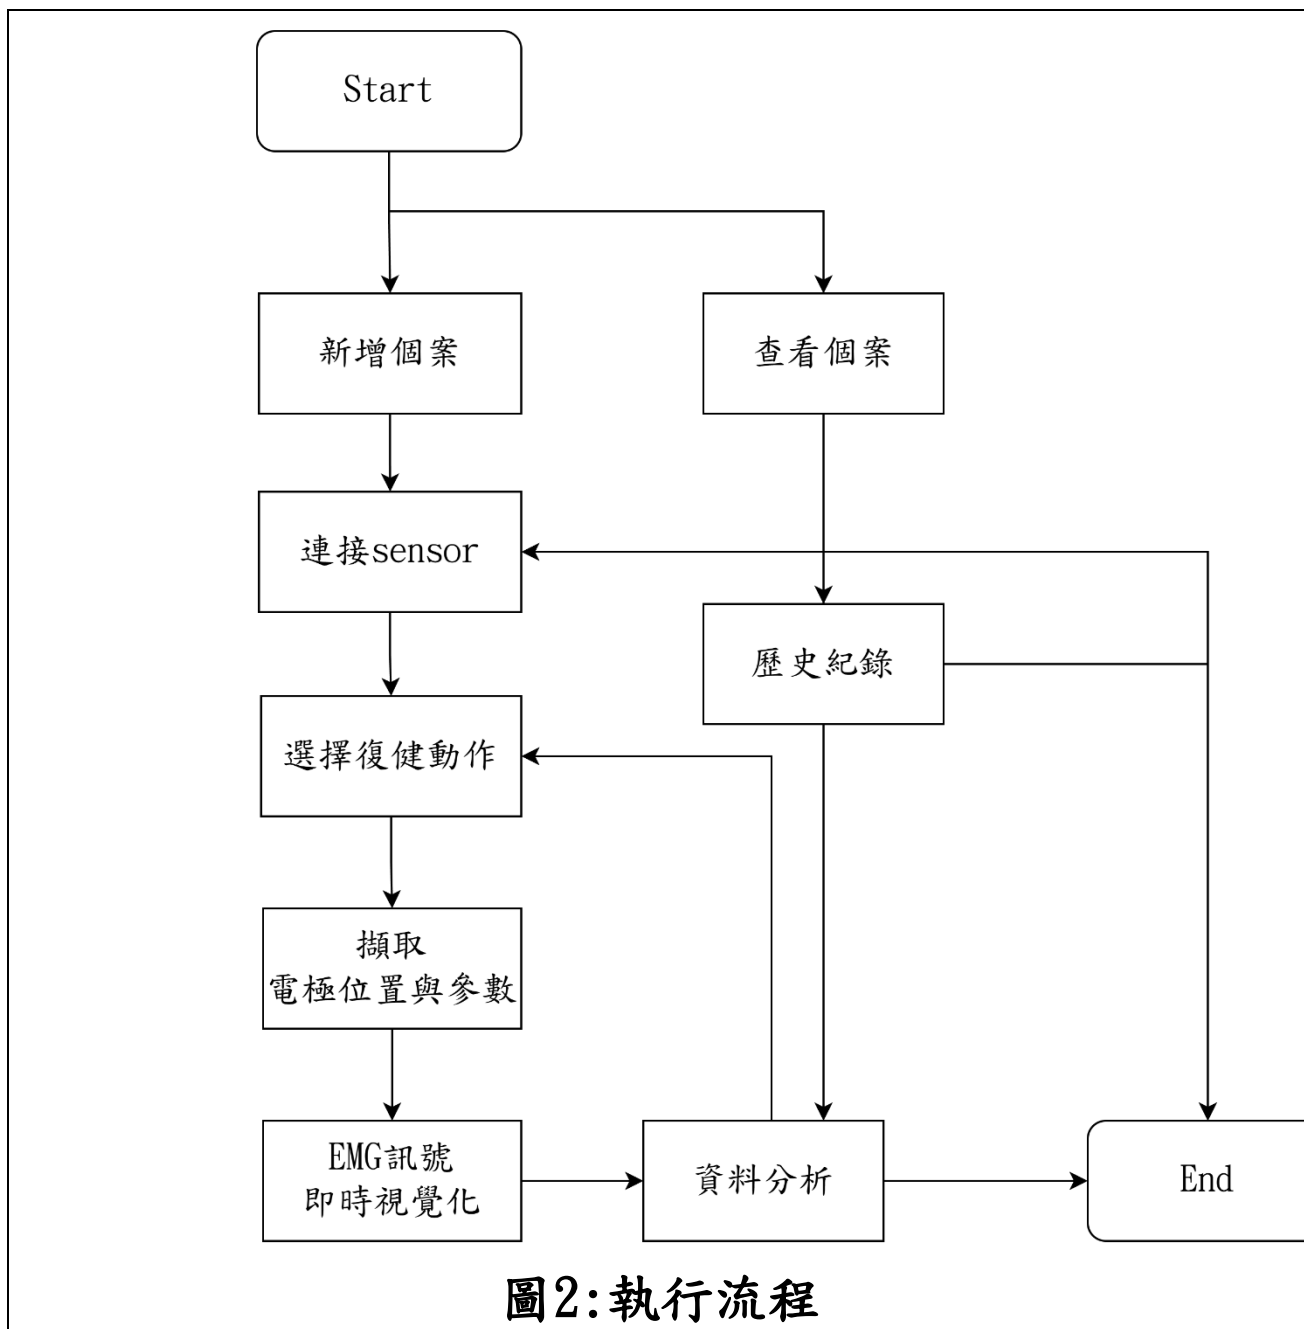 Start
新增個案
查看個案
連接sensor
歷史紀錄
選擇復健動作
擷取
電極位置與參數
EMG訊號
即時視覺化
資料分析
End
圖2:執行流程